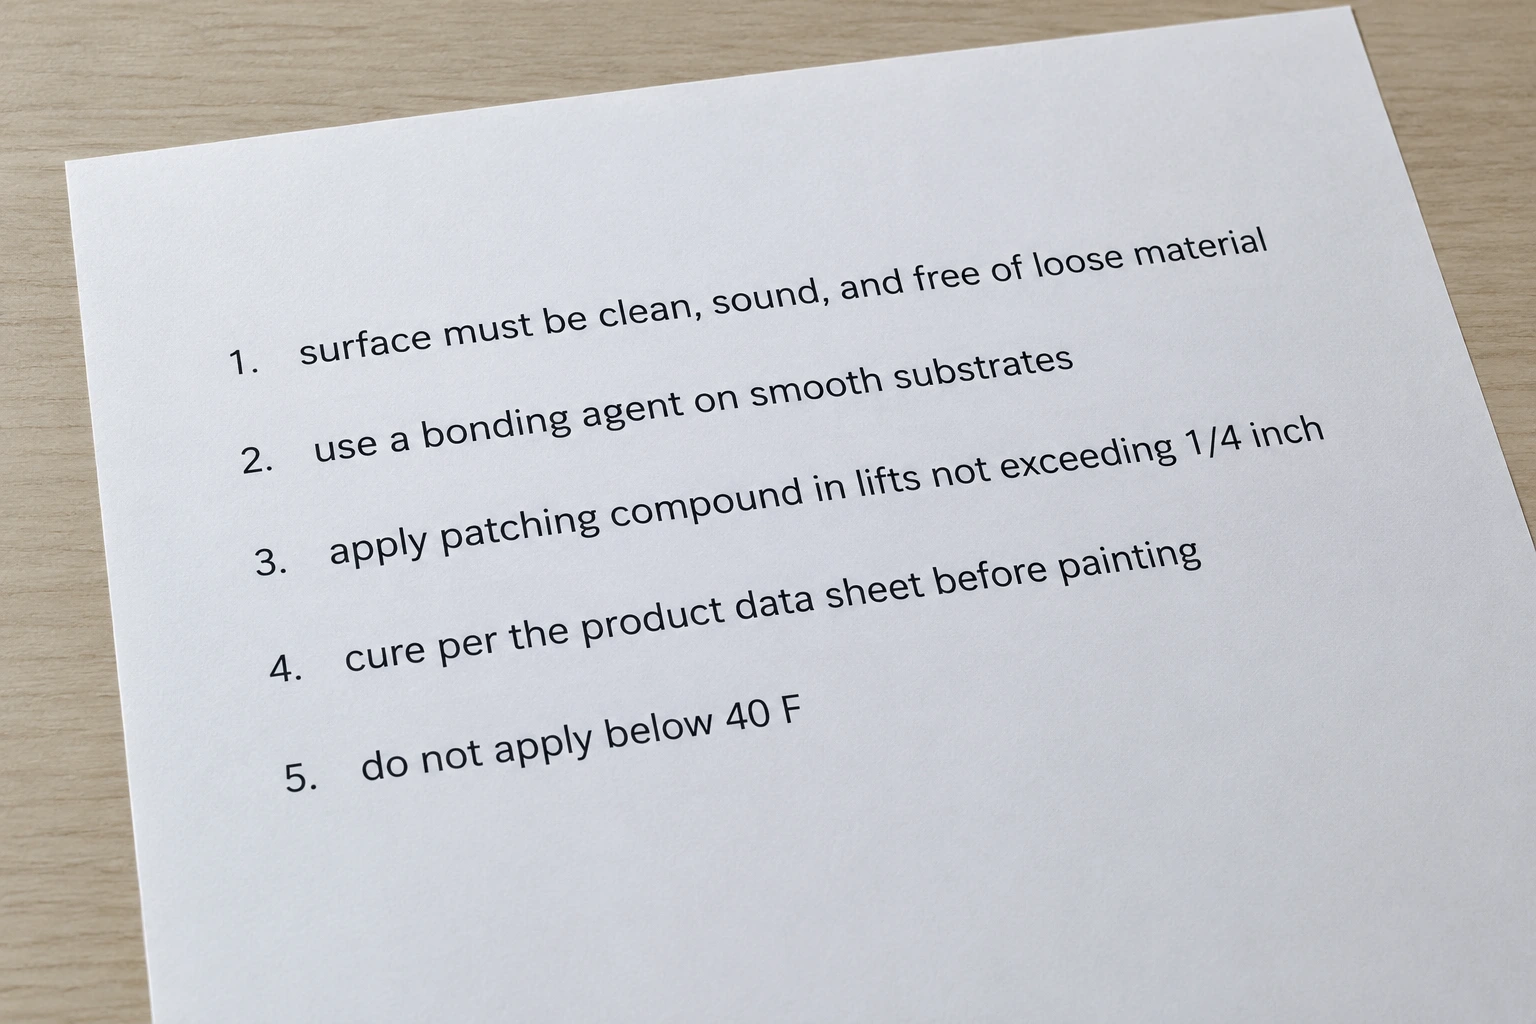 1. surface must be clean, sound, and free of loose material
2. use a bonding agent on smooth substrates
3. apply patching compound in lifts not exceeding 1/4 inch
4. cure per the product data sheet before painting
5. do not apply below 40 F